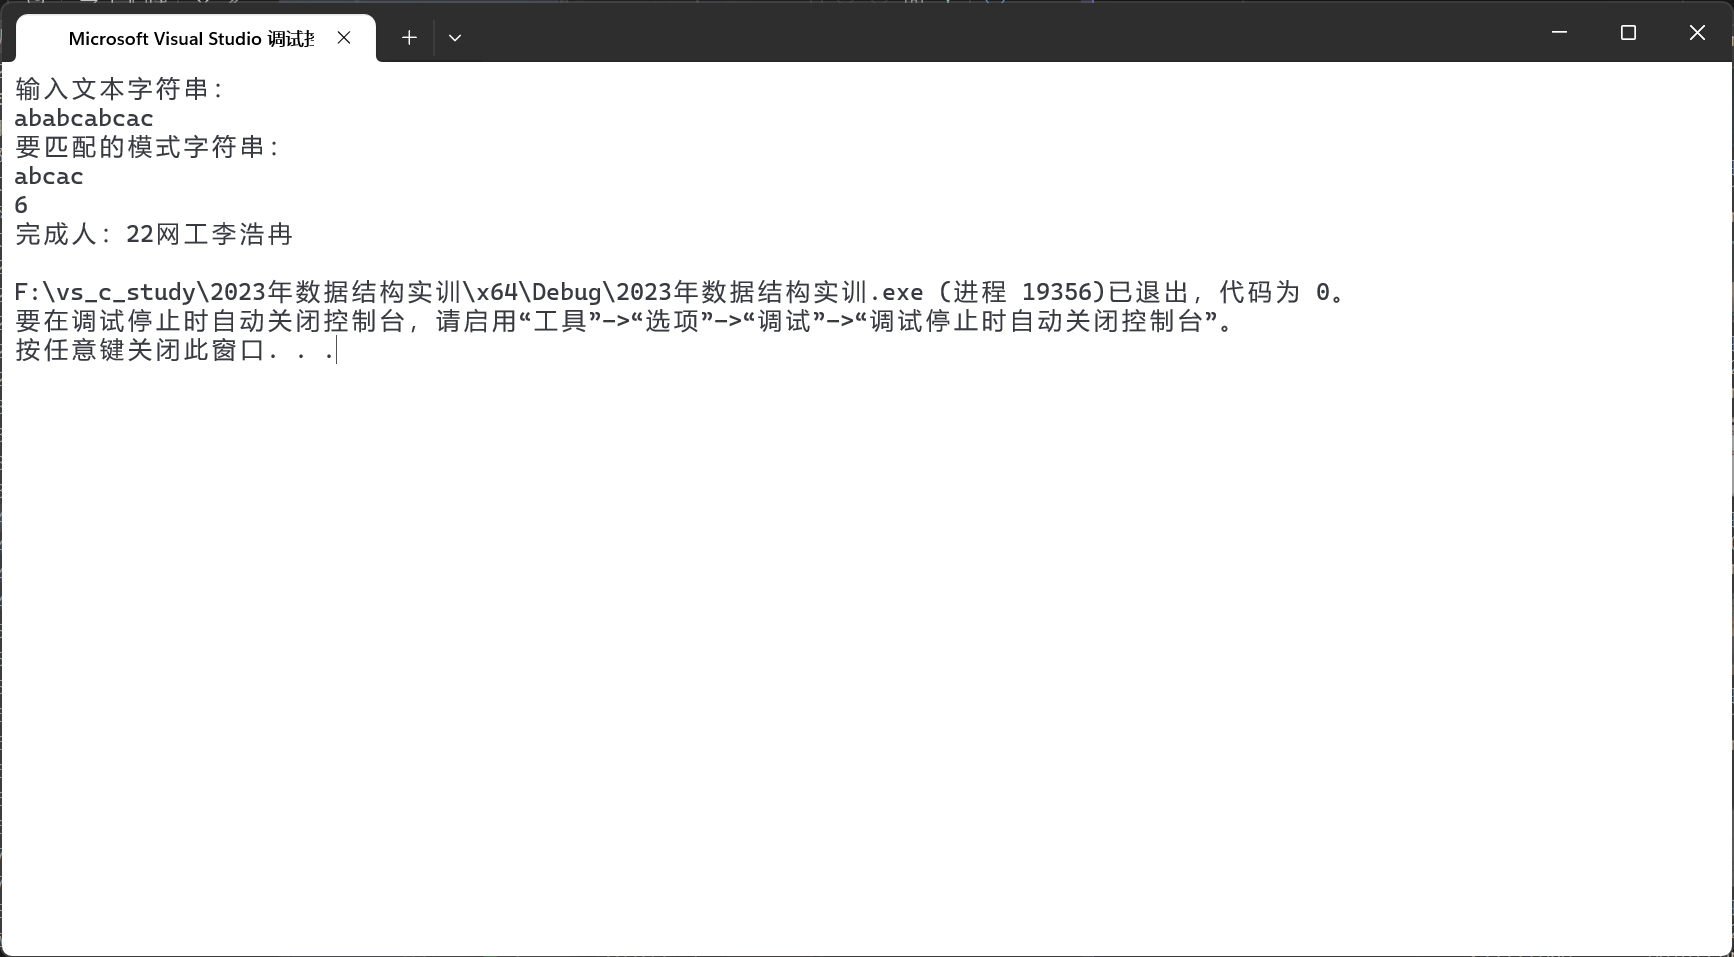 Microsoft Visual Studio 调试
输入文本字符串：
ababcabcac
要匹配的模式字符串：
abcac
6
完成人：22网工李浩冉

F:\vs_c_study\2023年数据结构实训\x64\Debug\2023年数据结构实训.exe (进程 19356)已退出，代码为 0。
要在调试停止时自动关闭控制台，请启用“工具”->“选项”->“调试”->“调试停止时自动关闭控制台”。
按任意键关闭此窗口. . .